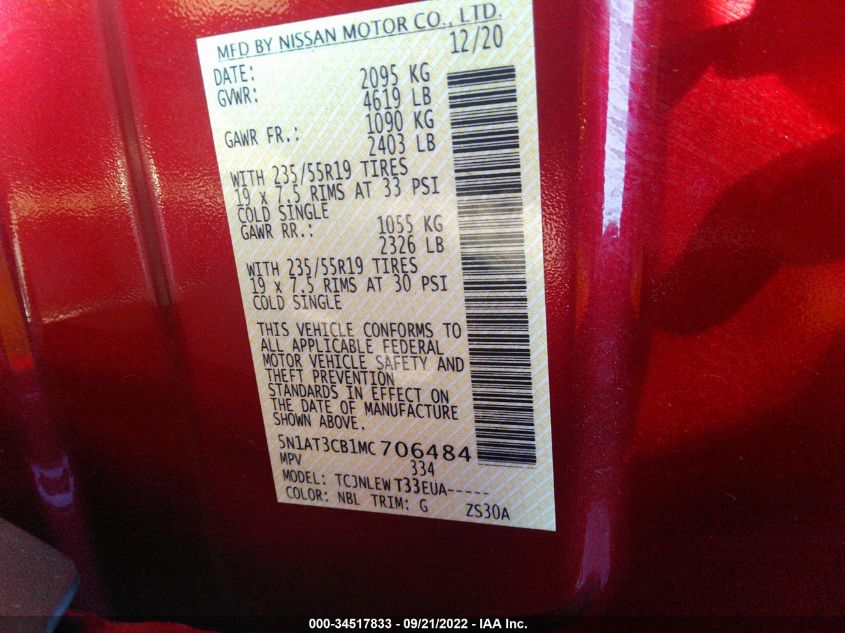 MFD BY NISSAN MOTOR CO., LTD.
DATE: 12/20
GVWR: 2095 KG
4619 LB
GAWR FR.: 1090 KG
2403 LB
WITH 235/55R19 TIRES
19 x 7.5 RIMS AT 33 PSI
COLD SINGLE
GAWR RR.: 1055 KG
2326 LB
WITH 235/55R19 TIRES
19 x 7.5 RIMS AT 30 PSI
COLD SINGLE
THIS VEHICLE CONFORMS TO
ALL APPLICABLE FEDERAL
MOTOR VEHICLE SAFETY AND
THEFT PREVENTION
STANDARDS IN EFFECT ON
THE DATE OF MANUFACTURE
SHOWN ABOVE.
5N1AT3CB1MC 706484
MPV 334
MODEL: TCJNLEW T33EUA-----
COLOR: NBL TRIM: G ZS30A
000-34517833 - 09/21/2022 - IAA Inc.